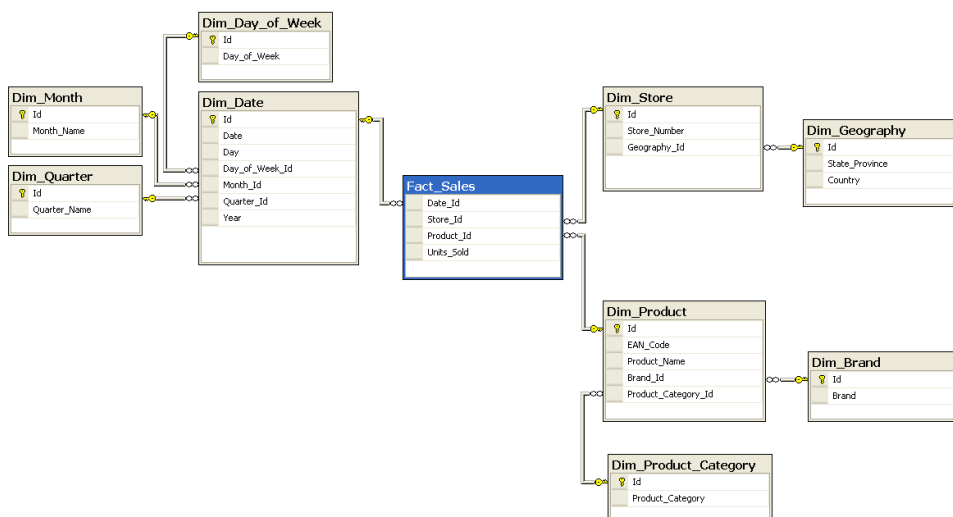 Dim_Day_of_Week
Id
Day_of_Week
Dim_Month
Id
Month_Name
Dim_Quarter
Id
Quarter_Name
Dim_Date
Id
Date
Day
Day_of_Week_Id
Month_Id
Quarter_Id
Year
Fact_Sales
Date_Id
Store_Id
Product_Id
Units_Sold
Dim_Store
Id
Store_Number
Geography_Id
Dim_Geography
Id
State_Province
Country
Dim_Product
Id
EAN_Code
Product_Name
Brand_Id
Product_Category_Id
Dim_Brand
Id
Brand
Dim_Product_Category
Id
Product_Category